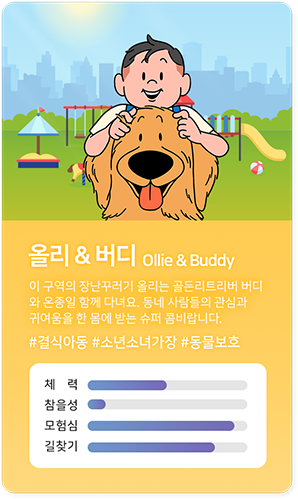 올리 & 버디 Ollie & Buddy
이 구역의 장난꾸러기 올리는 골든리트리버 버디
와 온종일 함께 다녀요. 동네 사람들의 관심과
귀여움을 한 몸에 받는 슈퍼 콤비랍니다.
#결식아동 #소년소녀가장 #동물보호
체 력
참을성
모험심
길찾기